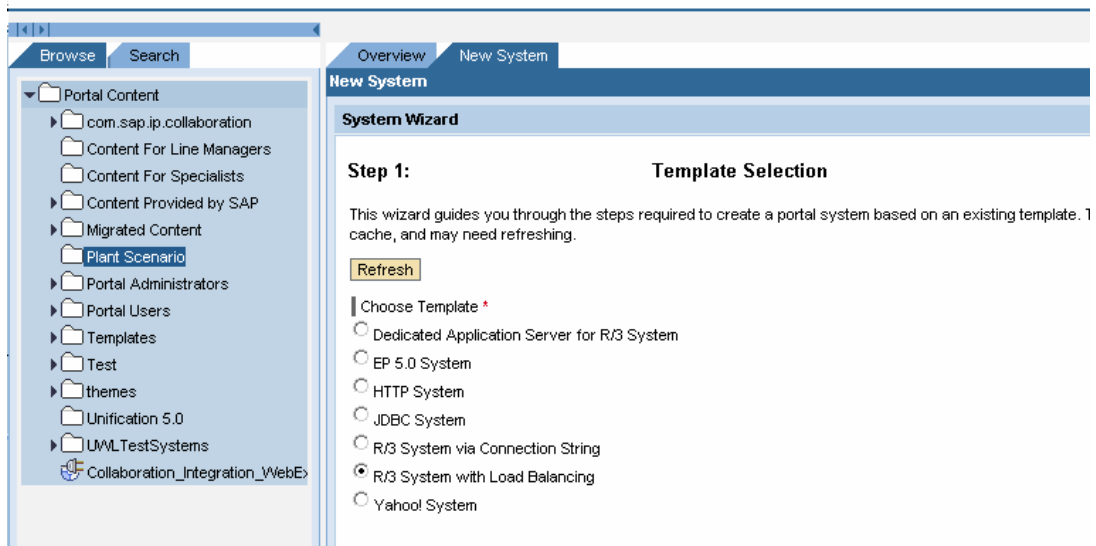 Browse
Search
Portal Content
com.sap.ip.collaboration
Content For Line Managers
Content For Specialists
Content Provided by SAP
Migrated Content
Plant Scenario
Portal Administrators
Portal Users
Templates
Test
themes
Unification 5.0
UWLTestSystems
Collaboration_Integration_WebEx
Overview
New System
New System
System Wizard
Step 1: Template Selection
This wizard guides you through the steps required to create a portal system based on an existing template.
cache, and may need refreshing.
Refresh
Choose Template *
Dedicated Application Server for R/3 System
EP 5.0 System
HTTP System
JDBC System
R/3 System via Connection String
R/3 System with Load Balancing
Yahoo! System